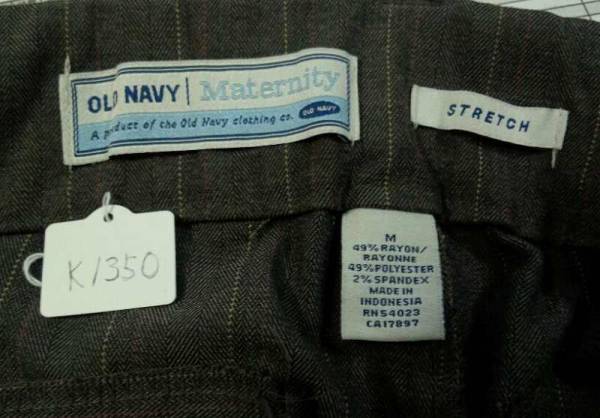 OLD NAVY | Maternity
A product of the Old Navy clothing co. OLD NAVY
STRETCH
K1350
M
49% RAYON/
RAYONNE
49% POLYESTER
2% SPANDEX
MADE IN
INDONESIA
RN54023
CA17897